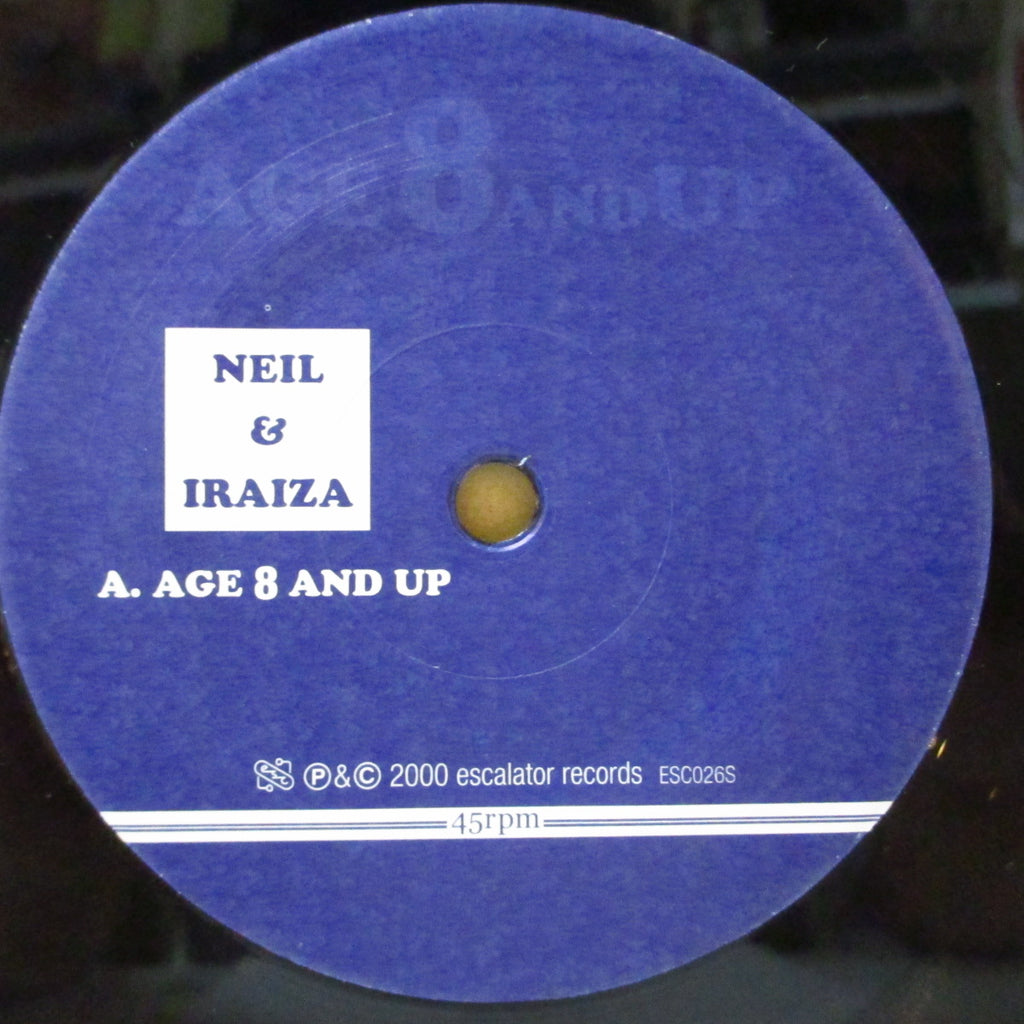 AGE 8 AND UP
NEIL
&
IRAIZA
A. AGE 8 AND UP
Ⓟ&© 2000 escalator records ESC026S
45rpm